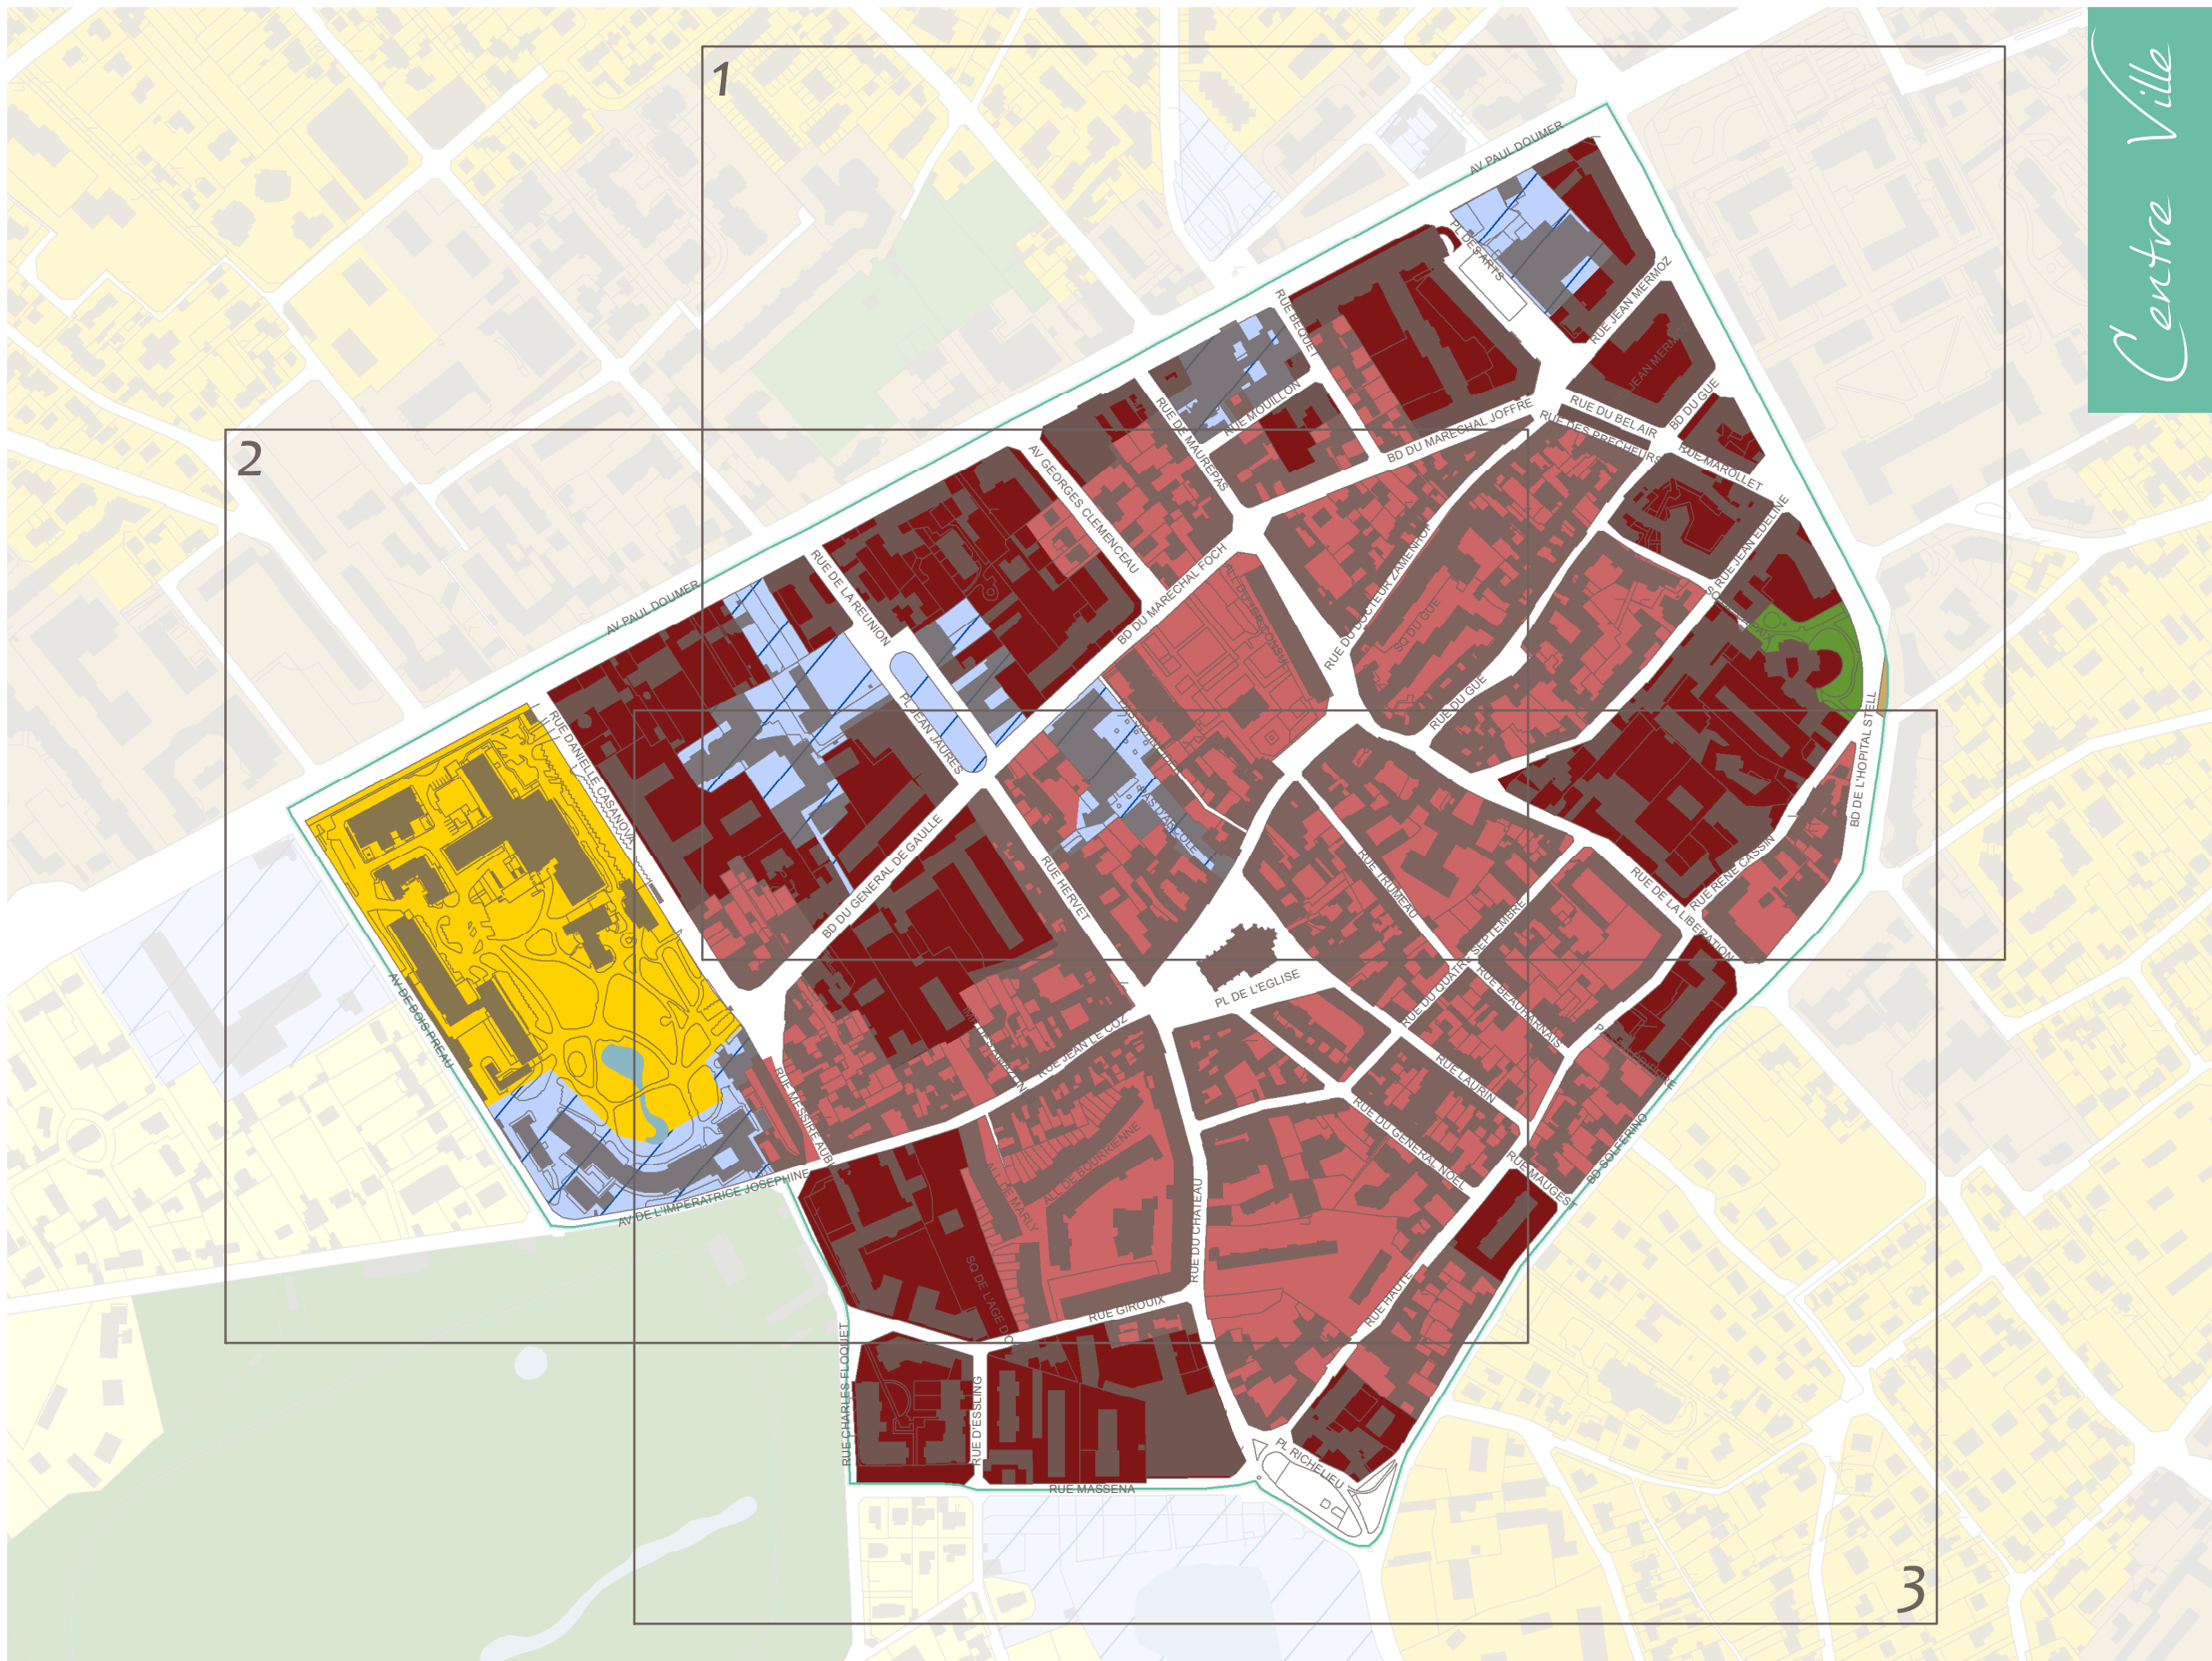 1
Centre Ville
AV PAUL DOUMER
PL DES ARTS
RUE JEAN MERMOZ
RUE BEQUET
RUE MOUILLON
RUE DE MAUREPAS
BD DU MARECHAL JOFFRE
RUE DU BELAIR
BD DU GUE
RUE DES PRECHEURS
RUE MAROLLET
2
AV GEORGES CLEMENCEAU
BD DU MARECHAL FOCH
RUE DU DOCTEUR ZAMENHOF
SQ DU GUE
RUE JEAN EDELINE
AV PAUL DOUMER
RUE DE LA REUNION
PL JEAN JAURES
RUE DU GUE
BD DE L'HOPITAL STELL
RUE DANIELLE CASANOVA
PAS D'ARCOLE
BD DU GENERAL DE GAULLE
RUE HERVET
RUE TRUMEAU
RUE RENE CASSIN
RUE DE LA LIBERATION
RUE DU QUATRE SEPTEMBRE
PL DE L'EGLISE
RUE BEAUHARNAIS
AV DE BOIS PREAU
RUE JEAN LE COZ
RUE LAURIN
RUE DU GENERAL NOEL
RUE MAUGEST
BD SOLFERINO
AV DE L'IMPERATRICE JOSEPHINE
ALL DE MARLY
ALL DE BOURRIENNE
RUE DU CHATEAU
RUE HAUTE
RUE GIROUIX
RUE CHARLES FLOQUET
RUE D'ESSLING
PL RICHELIEU
RUE MASSENA
3